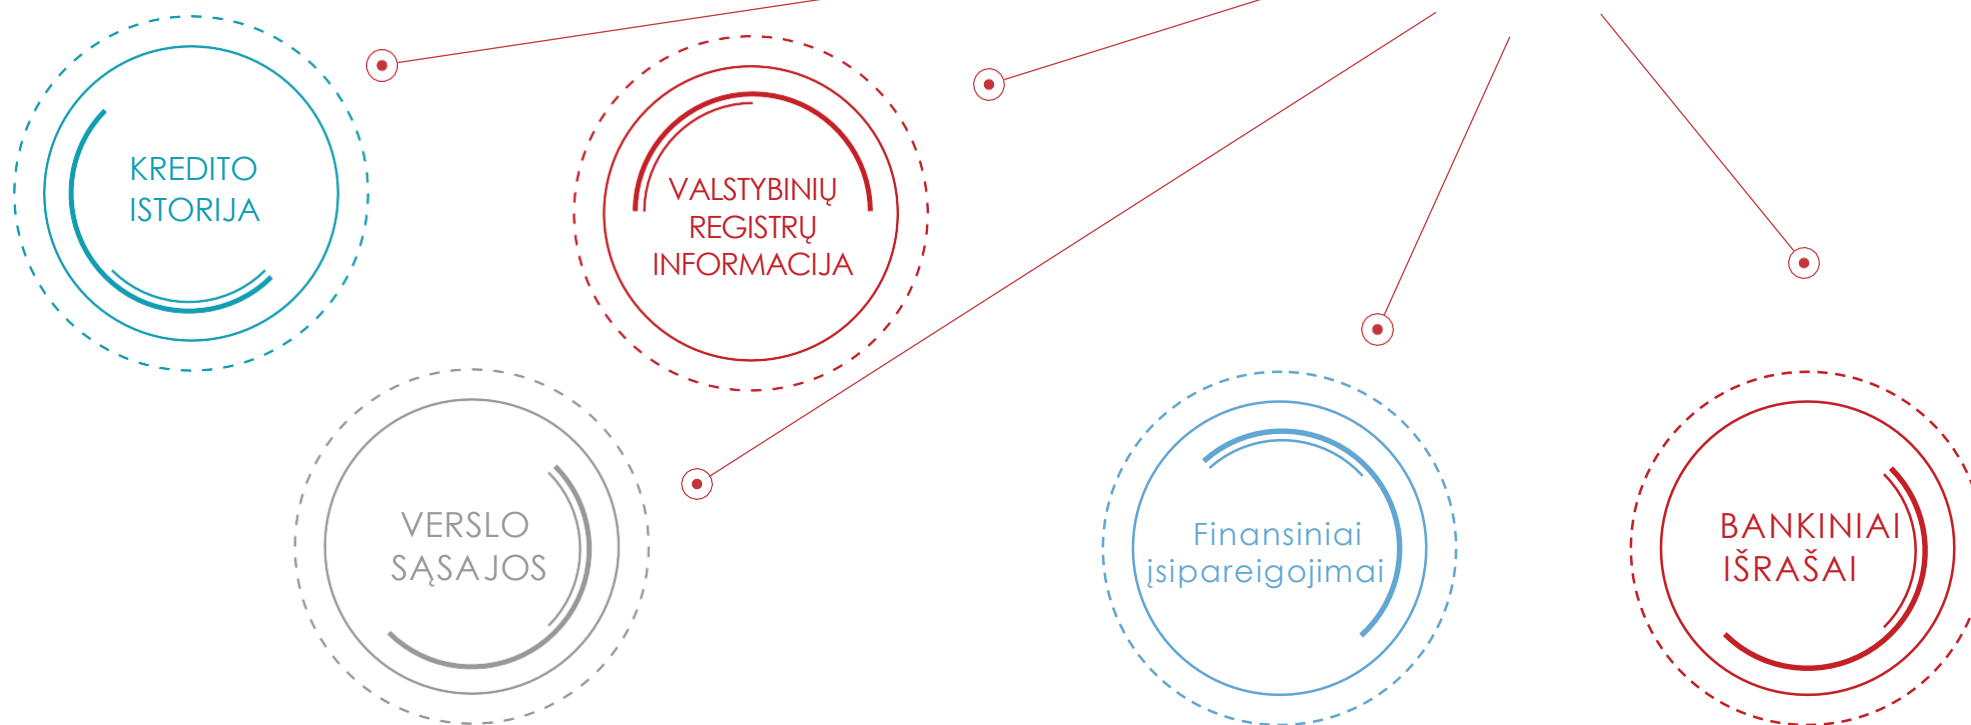 KREDITO
ISTORIJA
VALSTYBINIŲ
REGISTRŲ
INFORMACIJA
VERSLO
SĄSAJOS
Finansiniai
įsipareigojimai
BANKINIAI
IŠRAŠAI